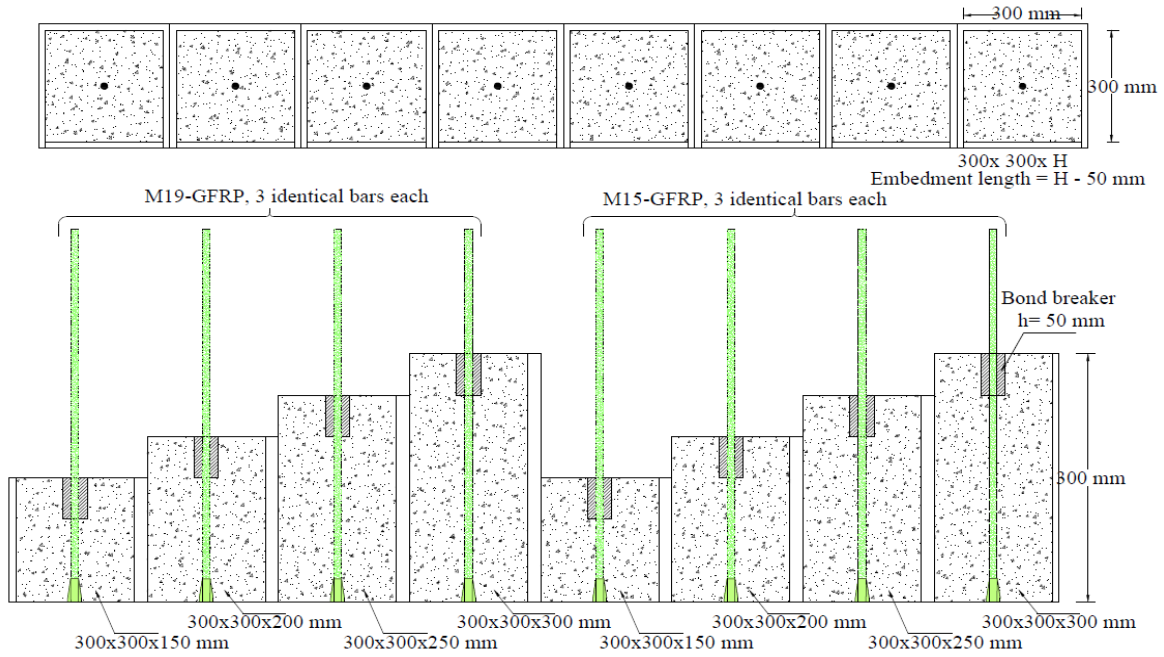 300 mm
300 mm
300x 300x H
Embedment length = H - 50 mm
M19-GFRP, 3 identical bars each
M15-GFRP, 3 identical bars each
Bond breaker
h= 50 mm
300 mm
300x300x150 mm
300x300x200 mm
300x300x250 mm
300x300x300 mm
300x300x150 mm
300x300x200 mm
300x300x250 mm
300x300x300 mm